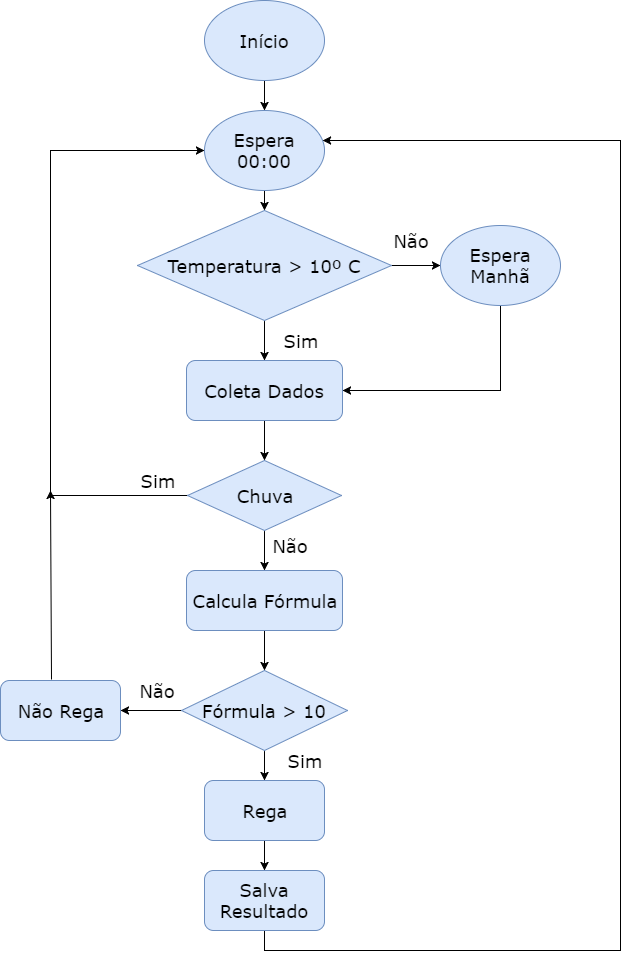 Início
Espera
00:00
Temperatura > 10º C
Não
Espera
Manhã
Sim
Coleta Dados
Sim
Chuva
Não
Calcula Fórmula
Não
Fórmula > 10
Não Rega
Sim
Rega
Salva
Resultado